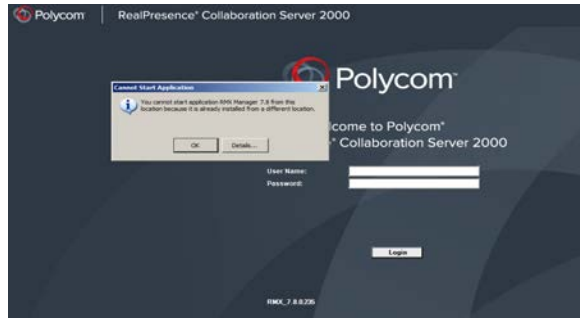 Polycom
RealPresence® Collaboration Server 2000
Polycom
Cannot Start Application
You cannot start application RMX Manager 7.8 from this
location because it is already installed from a different location.
OK
Details...
lcome to Polycom®
Collaboration Server 2000
User Name:
Password:
Login
RMX_7.8.0.235